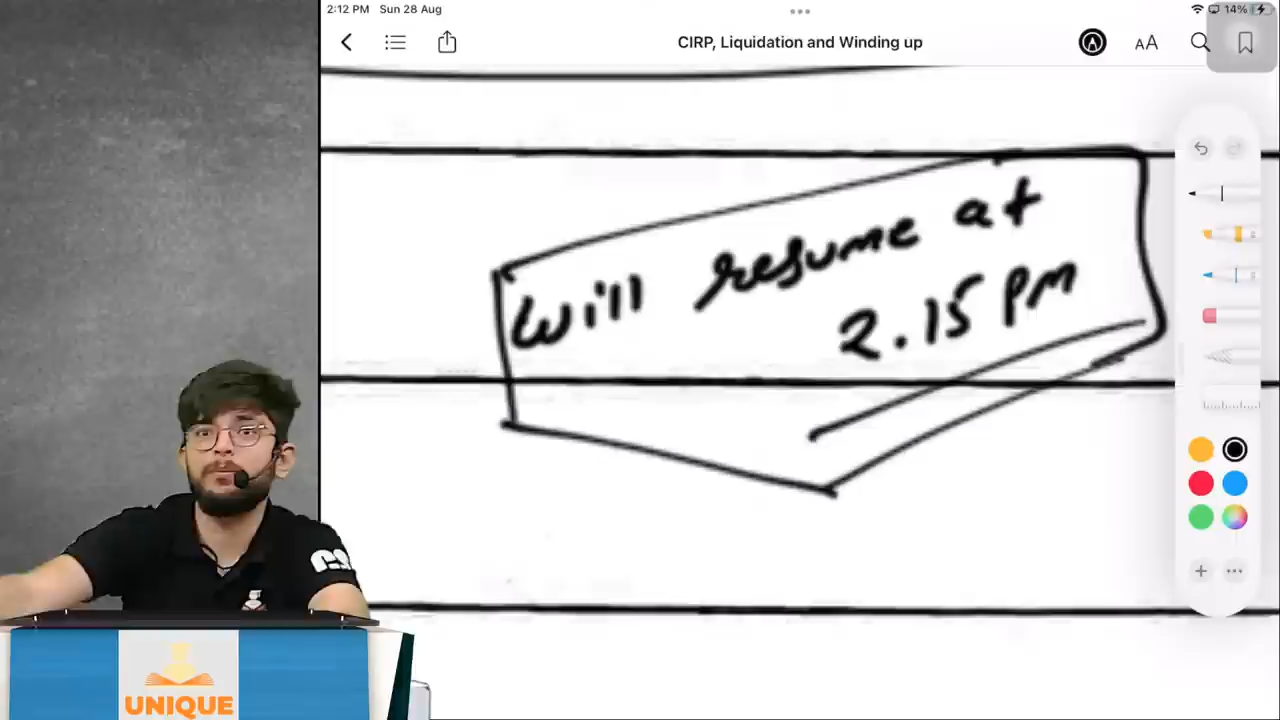 2:12 PM Sun 28 Aug
14%
CIRP, Liquidation and Winding up
AA
Will resume at
2.15 PM
CS
UNIQUE